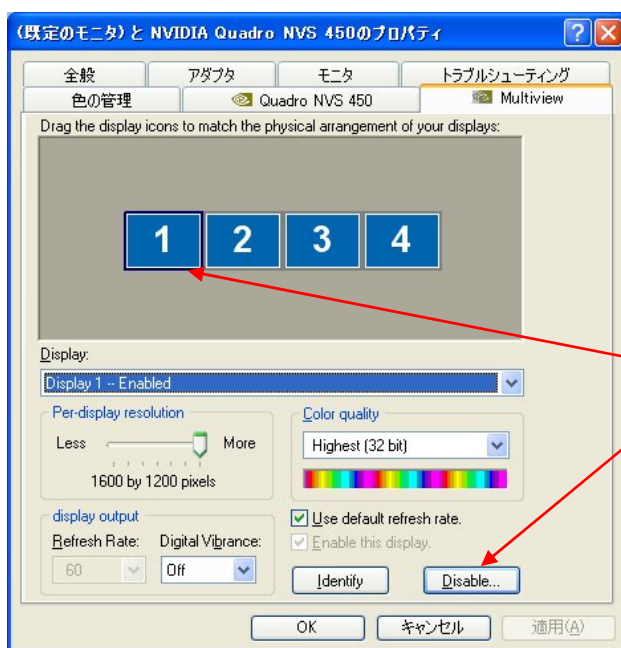 (既定のモニタ) と NVIDIA Quadro NVS 450のプロパティ
全般 アダプタ モニタ トラブルシューティング
色の管理 Quadro NVS 450 Multiview
Drag the display icons to match the physical arrangement of your displays:
1 2 3 4
Display:
Display 1 -- Enabled
Per-display resolution
Less More
1600 by 1200 pixels
Color quality
Highest (32 bit)
display output
Refresh Rate: Digital Vibrance:
60 Off
Use default refresh rate.
Enable this display.
Identify Disable...
OK キャンセル 適用(A)